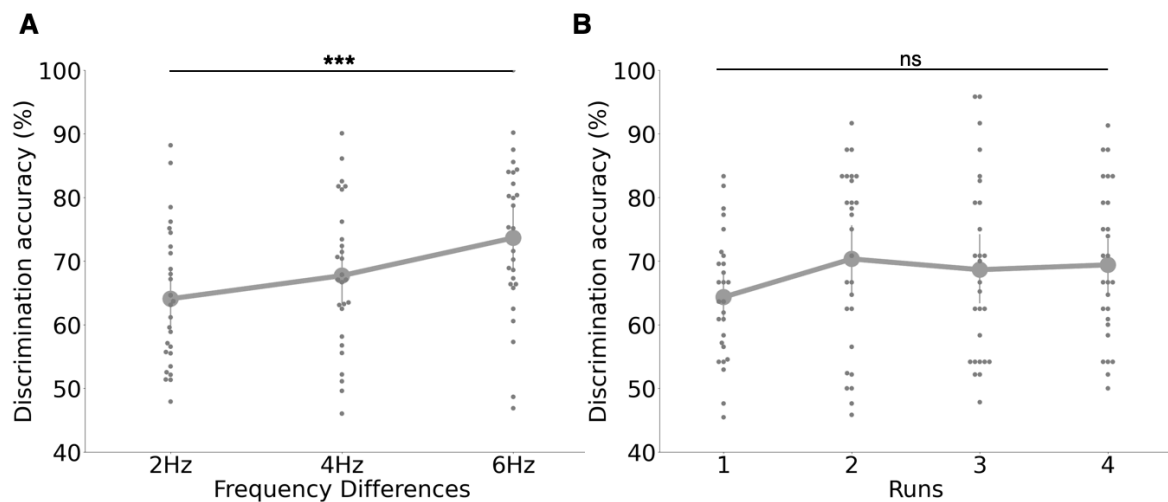 A
B
***
ns
Discrimination accuracy (%)
100
90
80
70
60
50
40
2Hz
4Hz
6Hz
Frequency Differences
Discrimination accuracy (%)
100
90
80
70
60
50
40
1
2
3
4
Runs